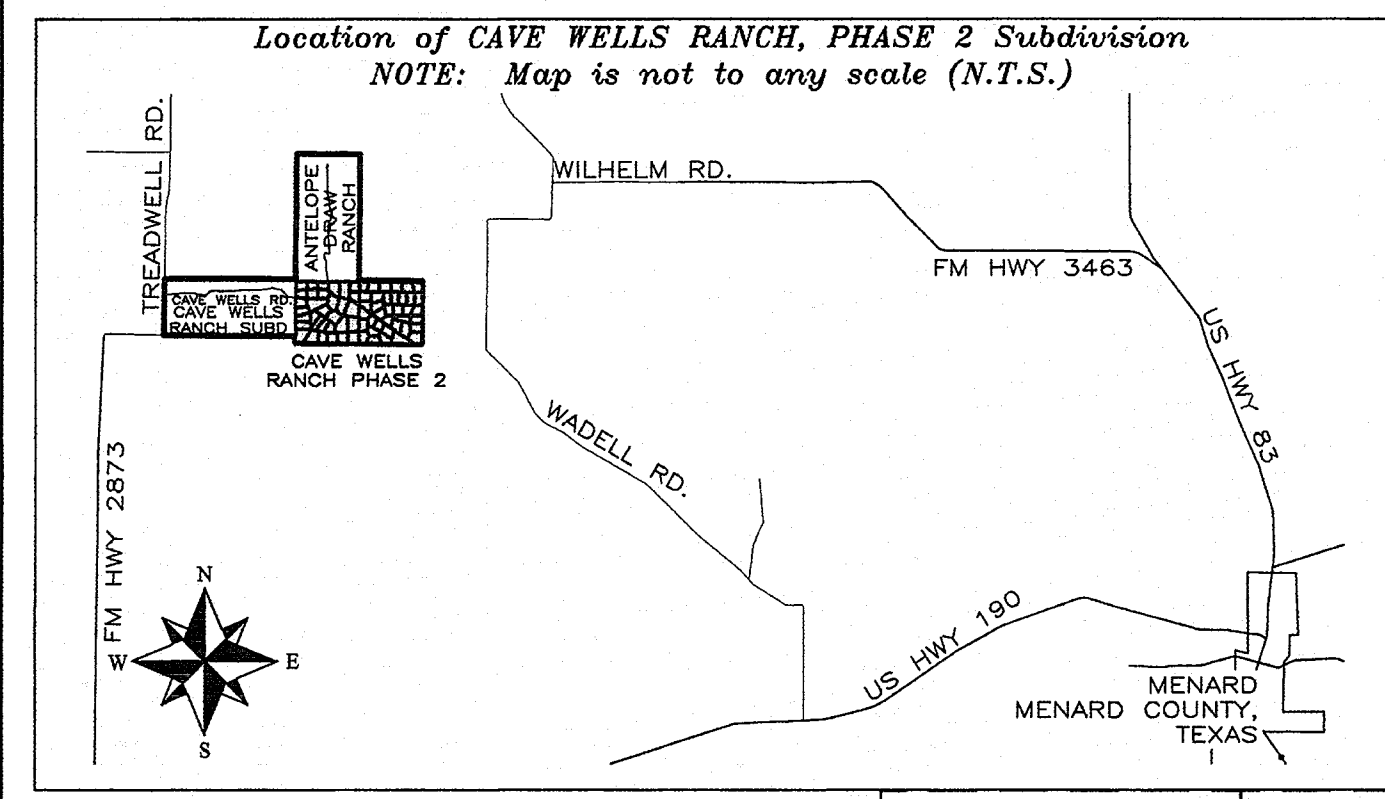 Location of CAVE WELLS RANCH, PHASE 2 Subdivision
NOTE: Map is not to any scale (N.T.S.)
TREADWELL RD.
ANTELOPE
DRAW
RANCH
WILHELM RD.
FM HWY 3463
CAVE WELLS RD.
CAVE WELLS
RANCH SUBD
CAVE WELLS
RANCH PHASE 2
US HWY 83
WADELL RD.
FM HWY 2873
N
W
E
S
US HWY 190
MENARD
MENARD COUNTY,
TEXAS